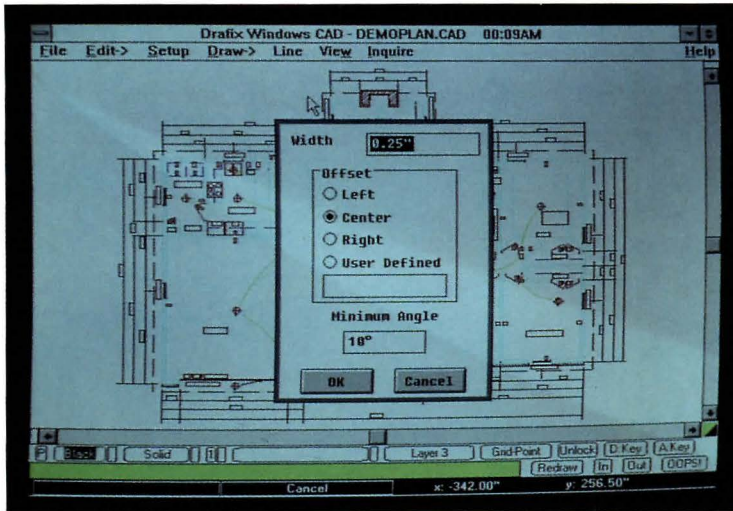 Drafix Windows CAD - DEMOPLAN.CAD 00:09AM
File Edit-> Setup Draw-> Line View Inquire Help
Width 0.25"
Offset
Left
Center
Right
User Defined
Minimum Angle
10°
OK Cancel
P Black Solid 1 Layer 3 Grid-Point Unlock D.Key A.Key
Redraw In Out OOPS!
Cancel x: -342.00" y: 256.50"